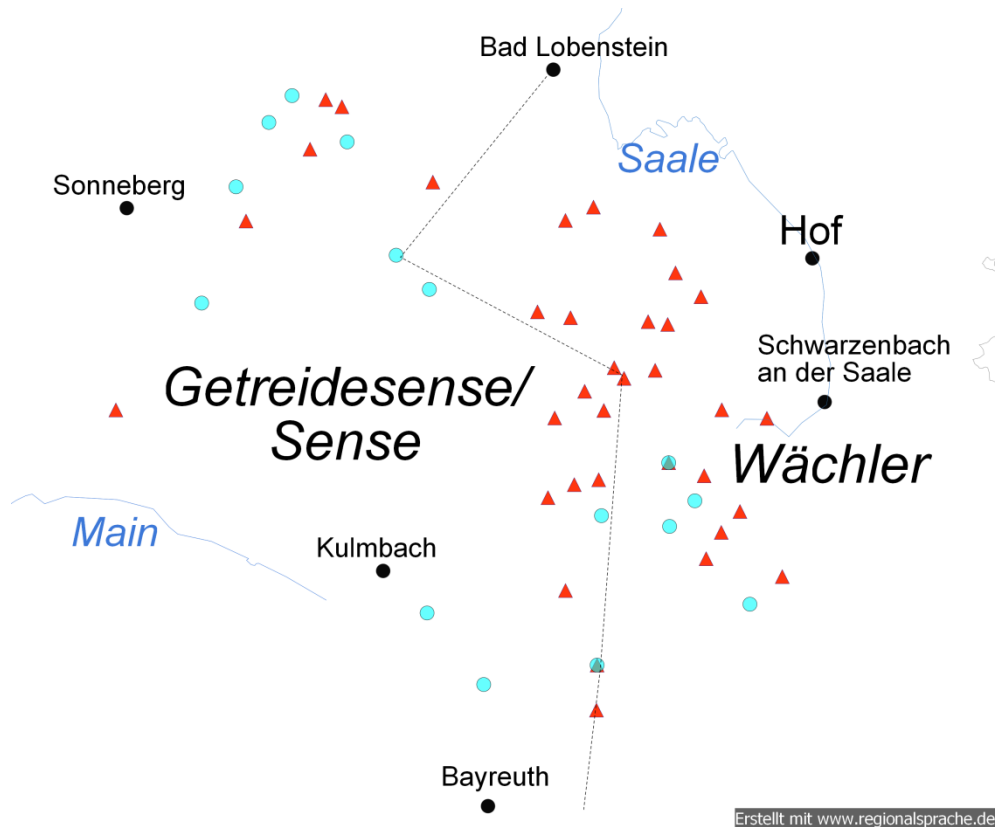 Bad Lobenstein
Saale
Sonneberg
Hof
Schwarzenbach
an der Saale
Getreidesense/
Sense
Wächler
Main
Kulmbach
Bayreuth
Erstellt mit www.regionalsprache.de